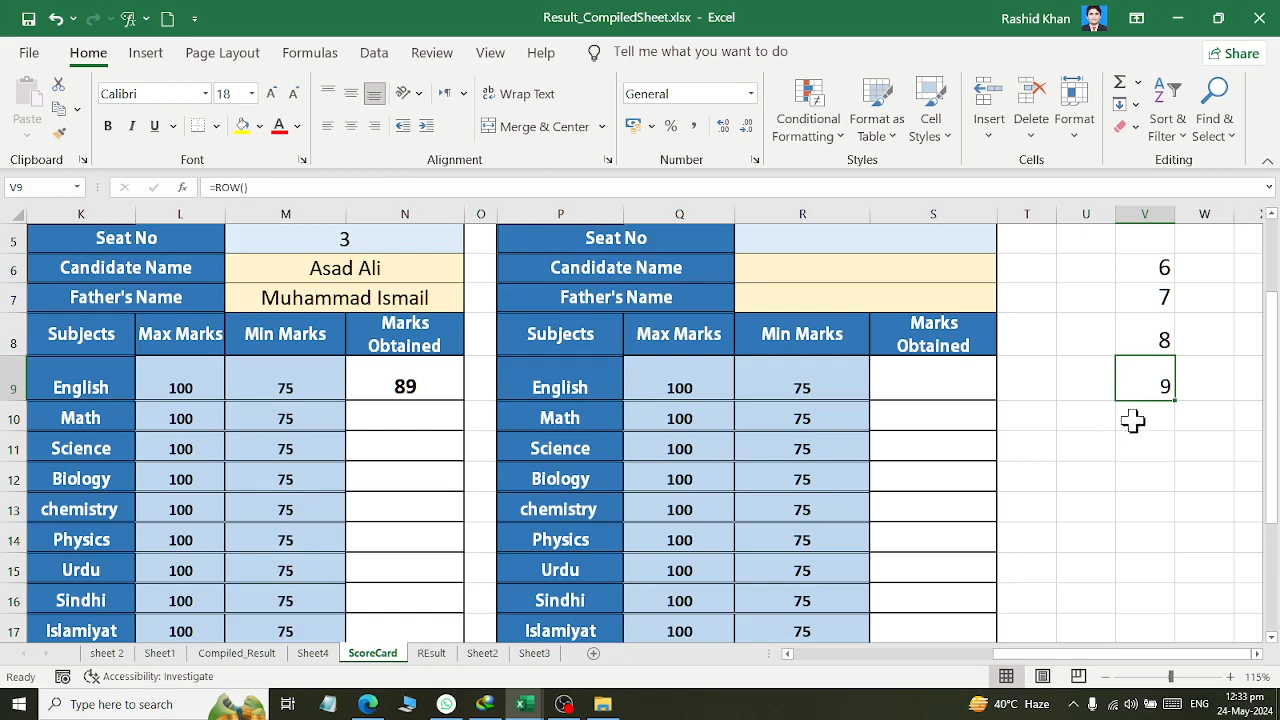 Result_CompiledSheet.xlsx - Excel
Rashid Khan
File Home Insert Page Layout Formulas Data Review View Help Tell me what you want to do Share
Paste
Calibri 18
Wrap Text
Merge & Center
General
Conditional Formatting
Format as Table
Cell Styles
Insert
Delete
Format
Sort & Filter
Find & Select
Clipboard Font Alignment Number Styles Cells Editing
V9 fx =ROW()
K L M N O P Q R S T U V W
5 Seat No 3 Seat No
6 Candidate Name Asad Ali Candidate Name 6
7 Father's Name Muhammad Ismail Father's Name 7
8 Subjects Max Marks Min Marks Marks Obtained Subjects Max Marks Min Marks Marks Obtained 8
9 English 100 75 89 English 100 75 9
10 Math 100 75 Math 100 75
11 Science 100 75 Science 100 75
12 Biology 100 75 Biology 100 75
13 chemistry 100 75 chemistry 100 75
14 Physics 100 75 Physics 100 75
15 Urdu 100 75 Urdu 100 75
16 Sindhi 100 75 Sindhi 100 75
17 Islamiyat 100 75 Islamiyat 100 75
sheet 2 Sheet1 Compiled_Result Sheet4 ScoreCard REsult Sheet2 Sheet3
Ready Accessibility: Investigate 115%
Type here to search
40°C Haze
12:33 pm
24-May-2024